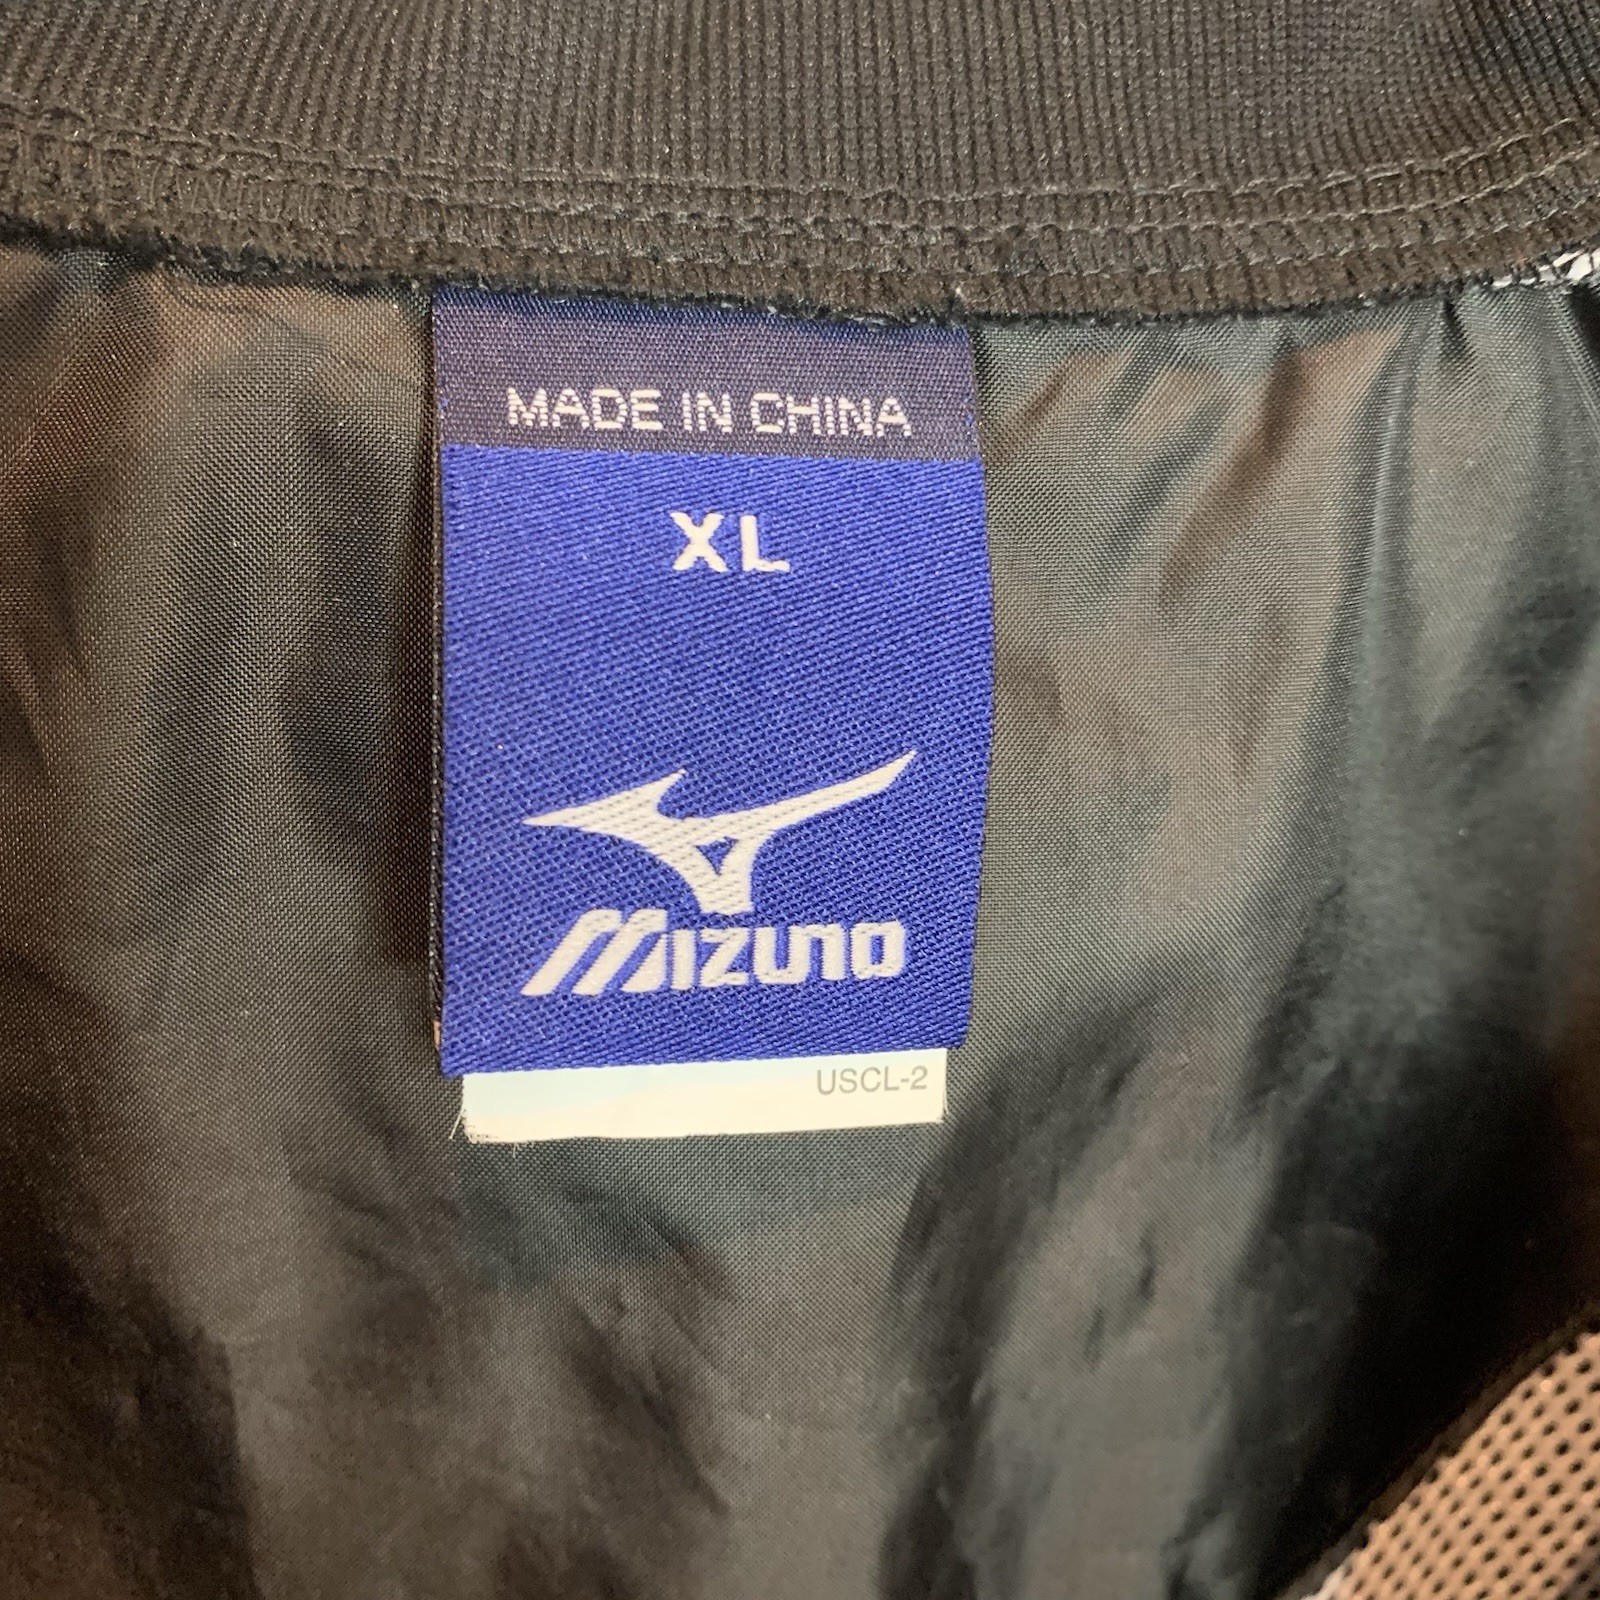 MADE IN CHINA
XL
MIZUNO
USCL-2